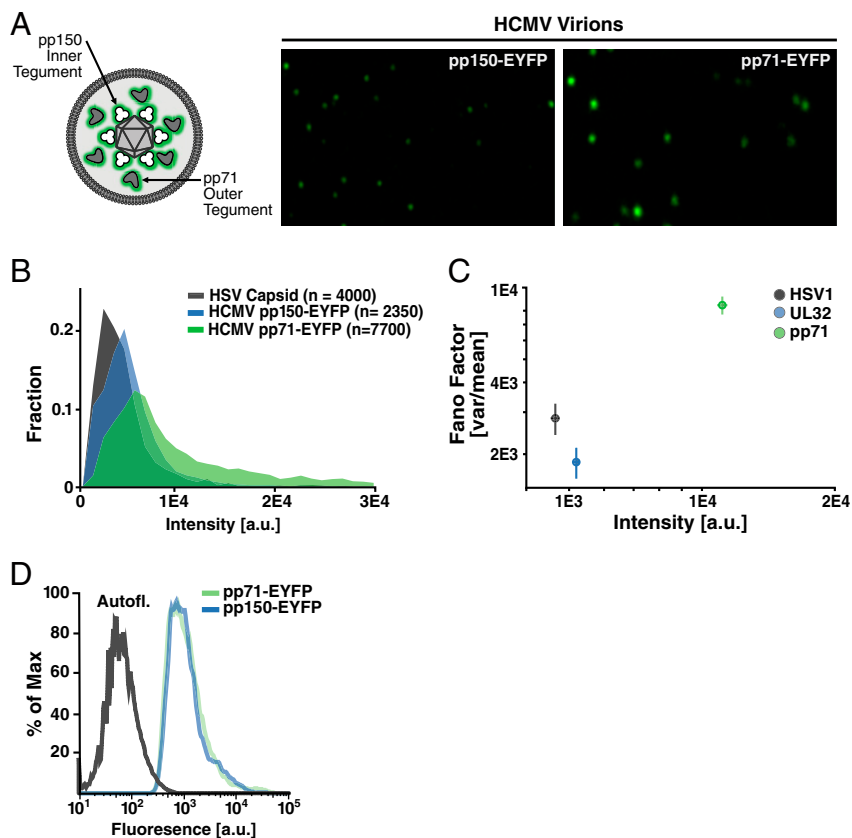 A
pp150
Inner
Tegument
pp71
Outer
Tegument
HCMV Virions
pp150-EYFP
pp71-EYFP
B
HSV Capsid (n = 4000)
HCMV pp150-EYFP (n= 2350)
HCMV pp71-EYFP (n=7700)
Fraction
0.2
0.1
0
0
1E4
2E4
3E4
Intensity [a.u.]
C
HSV1
UL32
pp71
Fano Factor
[var/mean]
1E4
4E3
2E3
1E3
1E4
2E4
Intensity [a.u.]
D
Autofl.
pp71-EYFP
pp150-EYFP
% of Max
100
80
60
40
20
10¹
10²
10³
10⁴
10⁵
Fluoresence [a.u.]